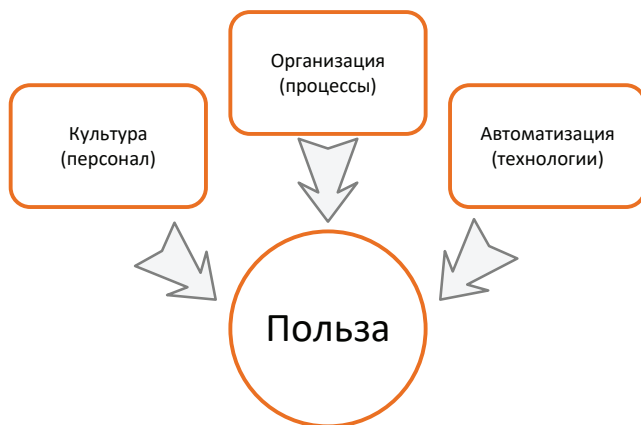 Организация
(процессы)
Культура
(персонал)
Автоматизация
(технологии)
Польза